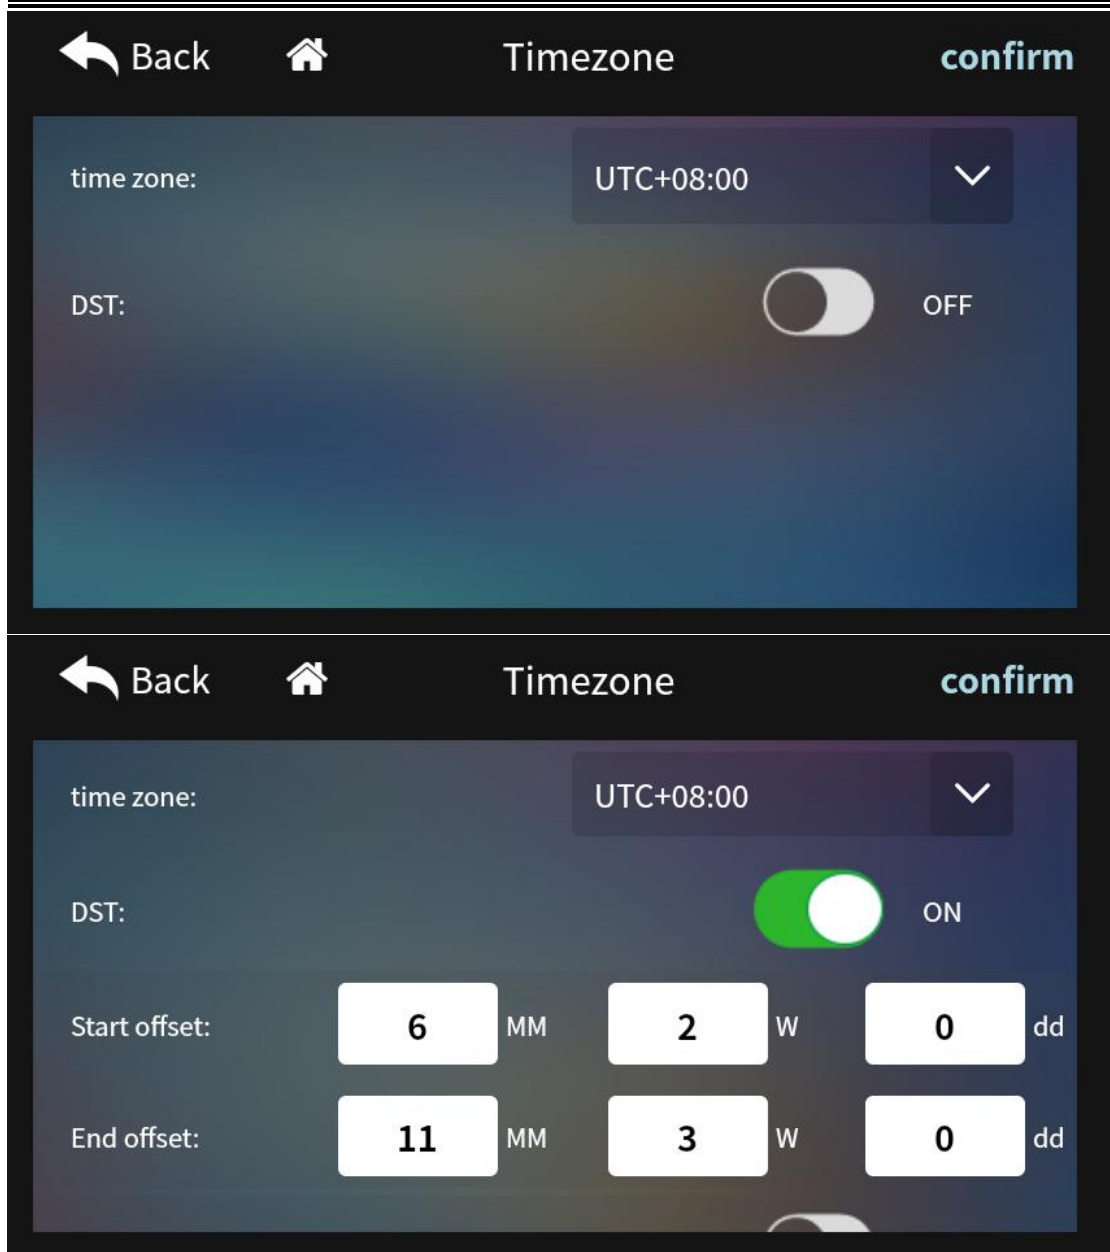 Back Timezone confirm
time zone: UTC+08:00
DST: OFF
Back Timezone confirm
time zone: UTC+08:00
DST: ON
Start offset: 6 MM 2 W 0 dd
End offset: 11 MM 3 W 0 dd